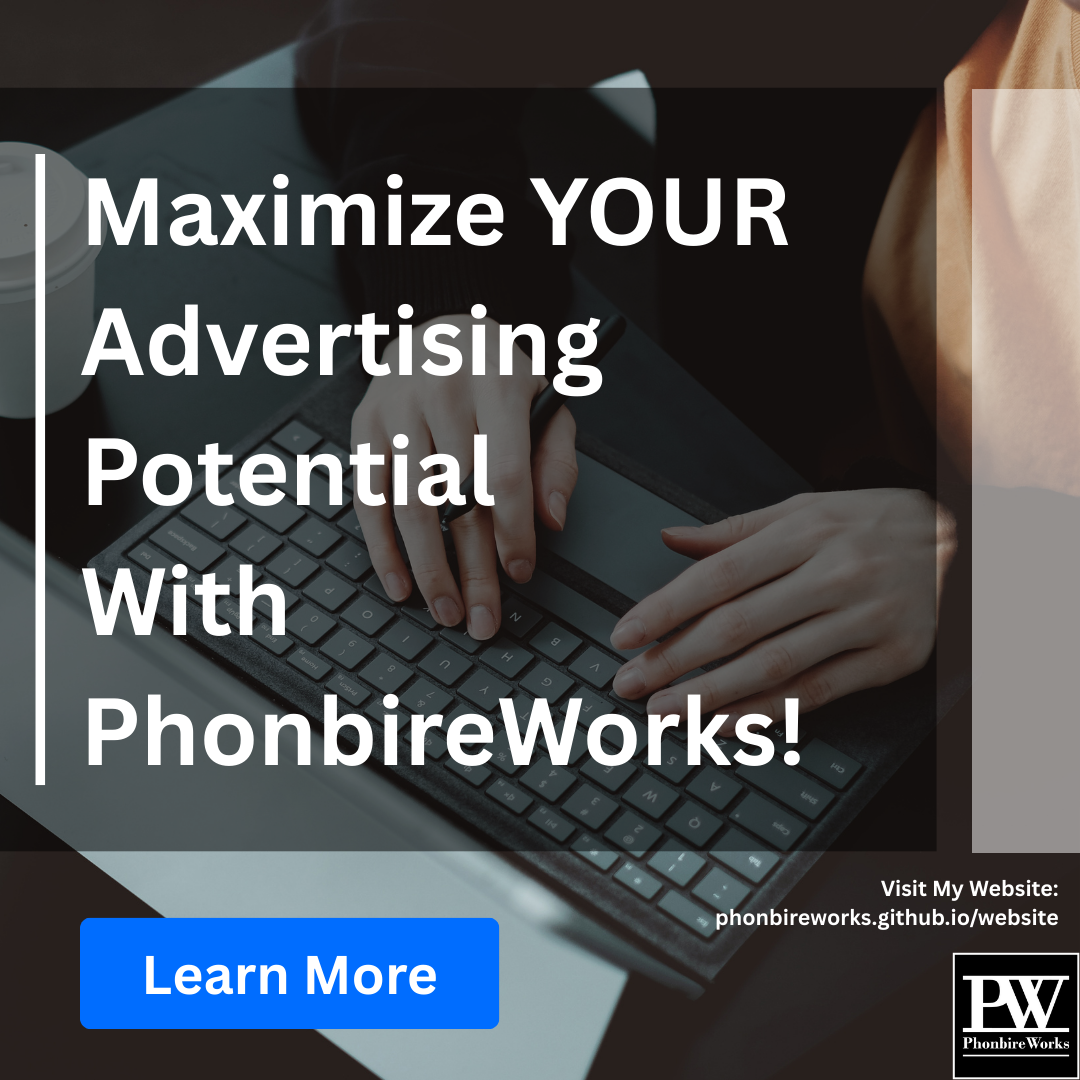 Maximize YOUR
Advertising
Potential
With
PhonbireWorks!
Visit My Website:
phonbireworks.github.io/website
Learn More
PW
PhonbireWorks